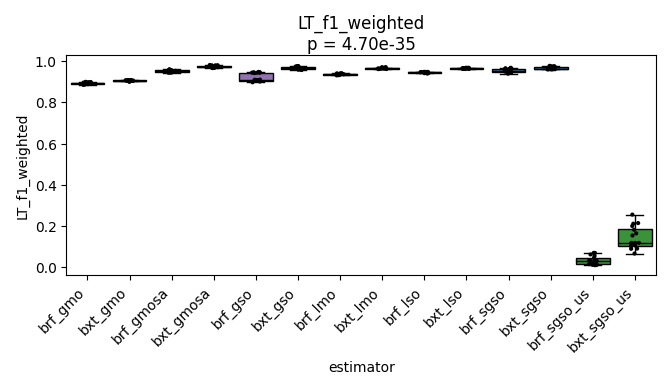 LT_f1_weighted
p = 4.70e-35
LT_f1_weighted
1.0
0.8
0.6
0.4
0.2
0.0
brf_gmo
bxt_gmo
brf_gmosa
bxt_gmosa
brf_gso
bxt_gso
brf_lmo
bxt_lmo
brf_lso
bxt_lso
brf_sgso
bxt_sgso
brf_sgso_us
bxt_sgso_us
estimator